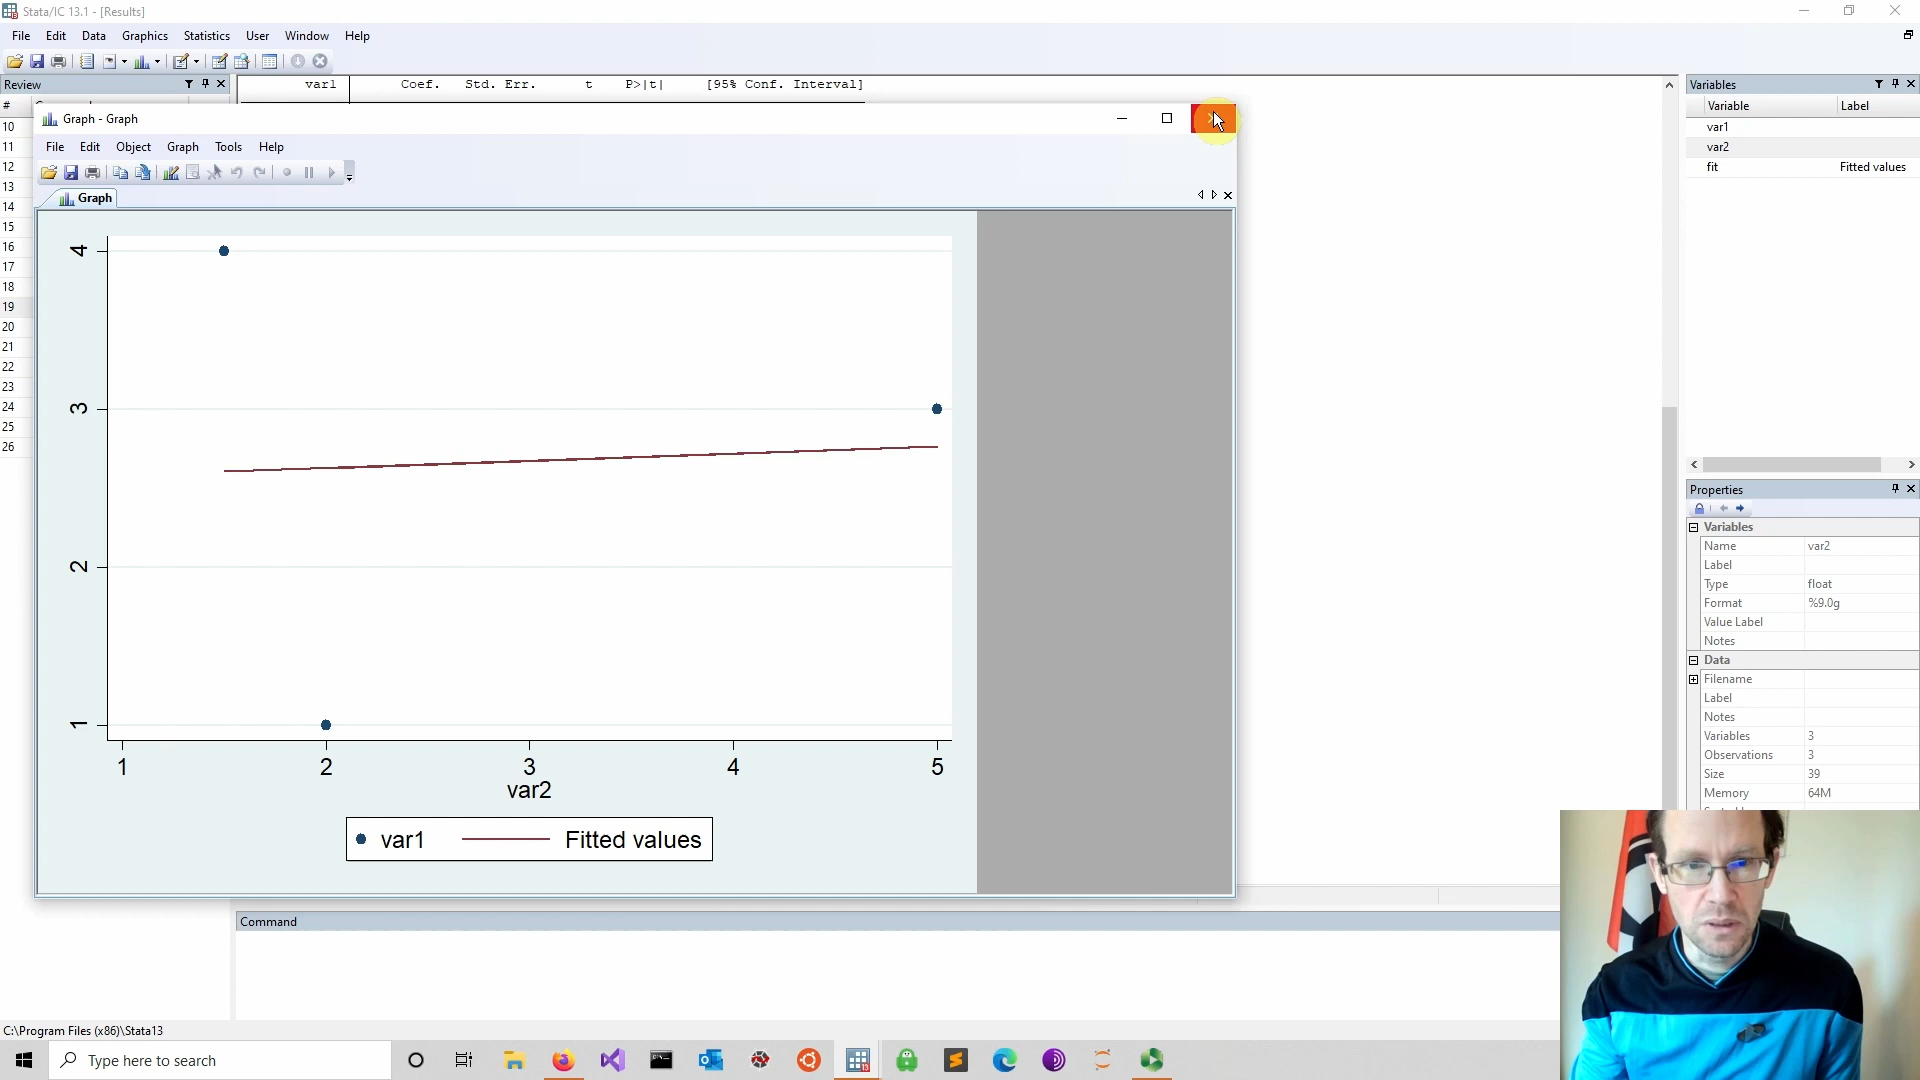 Stata/IC 13.1 - [Results]
File Edit Data Graphics Statistics User Window Help
Review
#
10
11
12
13
14
15
16
17
18
19
20
21
22
23
24
25
26
var1 Coef. Std. Err. t P>|t| [95% Conf. Interval]
Graph - Graph
File Edit Object Graph Tools Help
Graph
4
3
2
1
1 2 3 4 5
var2
var1 Fitted values
Command
Variables
Variable Label
var1
var2
fit Fitted values
Properties
Variables
Name var2
Label
Type float
Format %9.0g
Value Label
Notes
Data
Filename
Label
Notes
Variables 3
Observations 3
Size 39
Memory 64M
C:\Program Files (x86)\Stata13
Type here to search